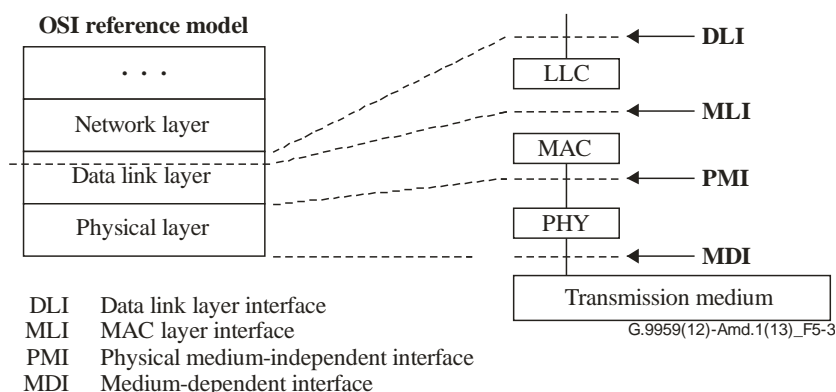 OSI reference model
. . .
Network layer
Data link layer
Physical layer
DLI
LLC
MLI
MAC
PMI
PHY
MDI
Transmission medium
G.9959(12)-Amd.1(13)_F5-3
DLI Data link layer interface
MLI MAC layer interface
PMI Physical medium-independent interface
MDI Medium-dependent interface